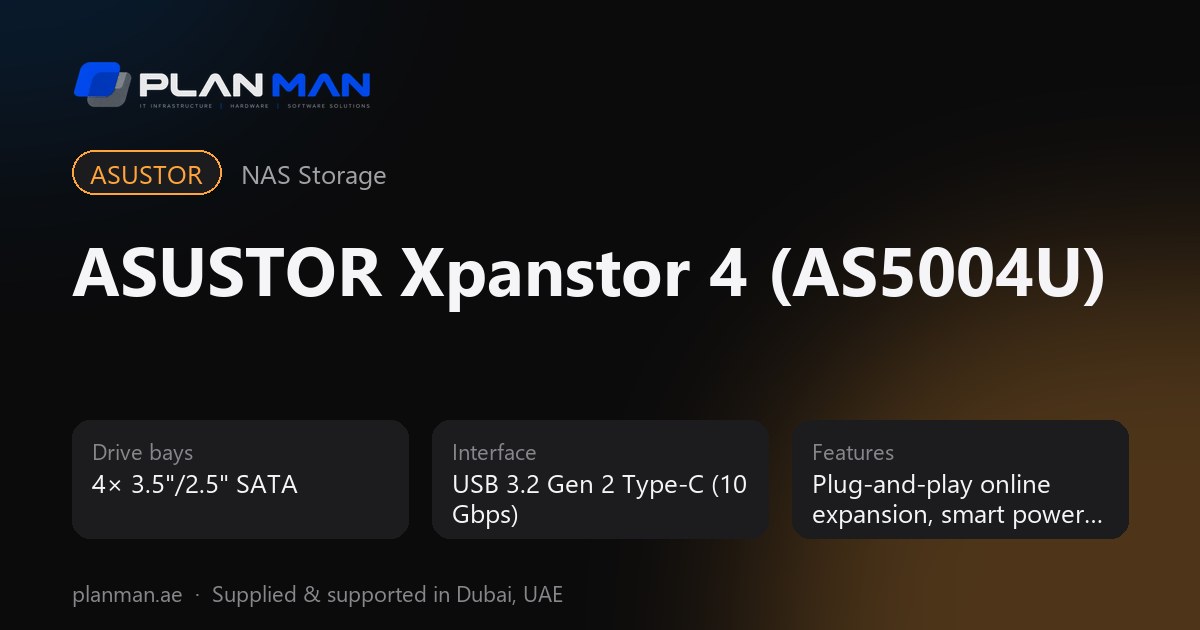 PLAN MAN
IT INFRASTRUCTURE | HARDWARE | SOFTWARE SOLUTIONS
ASUSTOR NAS Storage
ASUSTOR Xpanstor 4 (AS5004U)
Drive bays
4× 3.5"/2.5" SATA
Interface
USB 3.2 Gen 2 Type-C (10
Gbps)
Features
Plug-and-play online
expansion, smart power...
planman.ae · Supplied & supported in Dubai, UAE